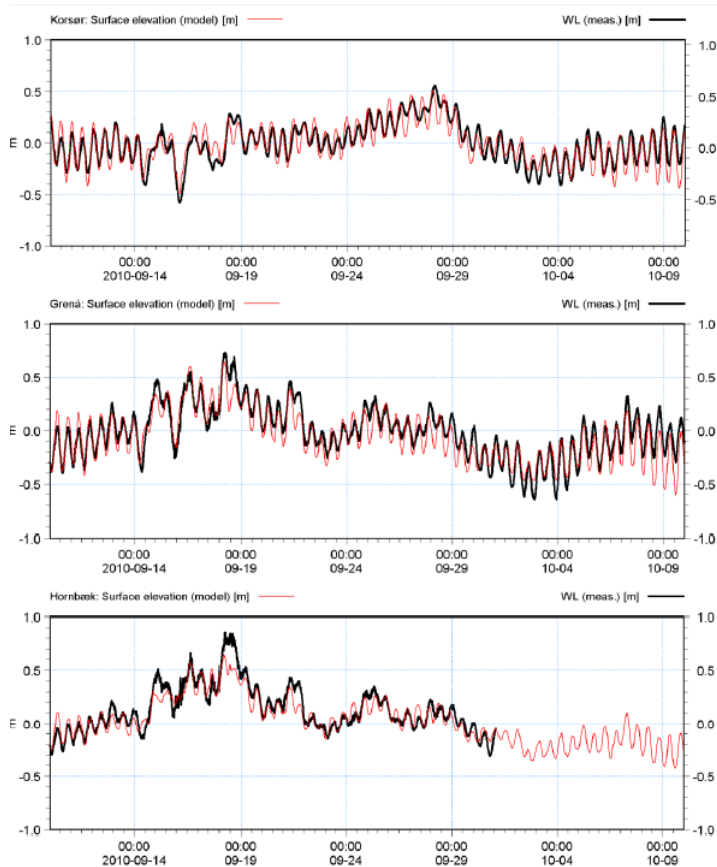 Korsør: Surface elevation (model) [m] WL (meas.) [m]
1.0 1.0
0.5 0.5
0.0 0.0
-0.5 -0.5
-1.0
m
00:00 00:00 00:00 00:00 00:00 00:00
2010-09-14 09-19 09-24 09-29 10-04 10-09
Grenå: Surface elevation (model) [m] WL (meas.) [m]
1.0 1.0
0.5 0.5
0.0 0.0
-0.5 -0.5
-1.0 -1.0
m
00:00 00:00 00:00 00:00 00:00 00:00
2010-09-14 09-19 09-24 09-29 10-04 10-09
Hornbæk: Surface elevation (model) [m] WL (meas.) [m]
1.0 1.0
0.5 0.5
0.0 0.0
-0.5 -0.5
-1.0 -1.0
m
00:00 00:00 00:00 00:00 00:00 00:00
2010-09-14 09-19 09-24 09-29 10-04 10-09